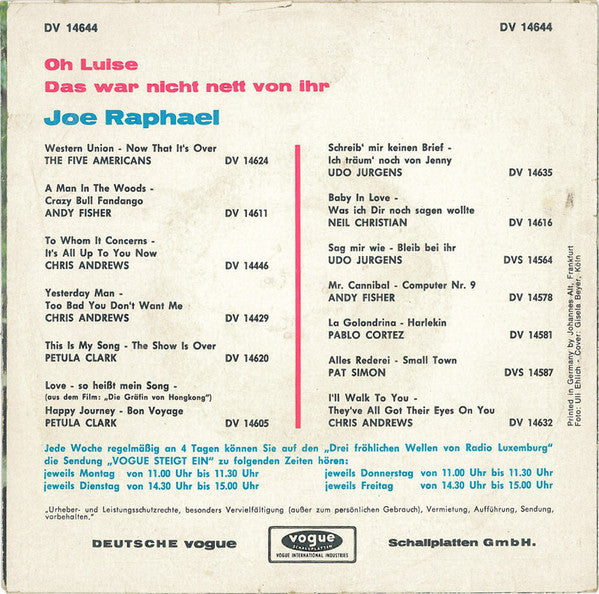 DV 14644
DV 14644
Oh Luise
Das war nicht nett von ihr
Joe Raphael
Western Union - Now That It's Over
THE FIVE AMERICANS DV 14624
A Man In The Woods -
Crazy Bull Fandango
ANDY FISHER DV 14611
To Whom It Concerns -
It's All Up To You Now
CHRIS ANDREWS DV 14446
Yesterday Man -
Too Bad You Don't Want Me
CHRIS ANDREWS DV 14429
This Is My Song - The Show Is Over
PETULA CLARK DV 14620
Love - so heißt mein Song -
(aus dem Film: „Die Gräfin von Hongkong")
Happy Journey - Bon Voyage
PETULA CLARK DV 14605
Schreib' mir keinen Brief -
Ich träum' noch von Jenny
UDO JURGENS DV 14635
Baby In Love -
Was ich Dir noch sagen wollte
NEIL CHRISTIAN DV 14616
Sag mir wie - Bleib bei ihr
UDO JURGENS DVS 14564
Mr. Cannibal - Computer Nr. 9
ANDY FISHER DV 14578
La Golondrina - Harlekin
PABLO CORTEZ DV 14581
Alles Rederei - Small Town
PAT SIMON DVS 14587
I'll Walk To You -
They've All Got Their Eyes On You
CHRIS ANDREWS DV 14632
Printed in Germany by Johannes Alt, Frankfurt
Foto: Uli Ehlich - Cover: Gisela Beyer, Köln
Jede Woche regelmäßig an 4 Tagen können Sie auf den „Drei fröhlichen Wellen von Radio Luxemburg"
die Sendung „VOGUE STEIGT EIN" zu folgenden Zeiten hören:
jeweils Montag von 11.00 Uhr bis 11.30 Uhr
jeweils Dienstag von 14.30 Uhr bis 15.00 Uhr
jeweils Donnerstag von 11.00 Uhr bis 11.30 Uhr
jeweils Freitag von 14.30 Uhr bis 15.00 Uhr
„Urheber- und Leistungsschutzrechte, besonders Vervielfältigung (außer zum persönlichen Gebrauch), Vermietung, Aufführung, Sendung,
vorbehalten."
DEUTSCHE vogue
vogue
SCHALLPLATTEN
VOGUE INTERNATIONAL INDUSTRIES
Schallplatten GmbH.